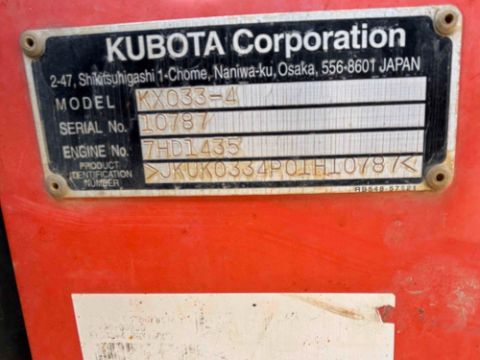 KUBOTA Corporation
2-47, Shikitsuhigashi 1-Chome, Naniwa-ku, Osaka, 556-8601 JAPAN
MODEL KX033-4
SERIAL No. 10787
ENGINE No. 7HD1435
PRODUCT IDENTIFICATION NUMBER >JKUK0334P01H10787<